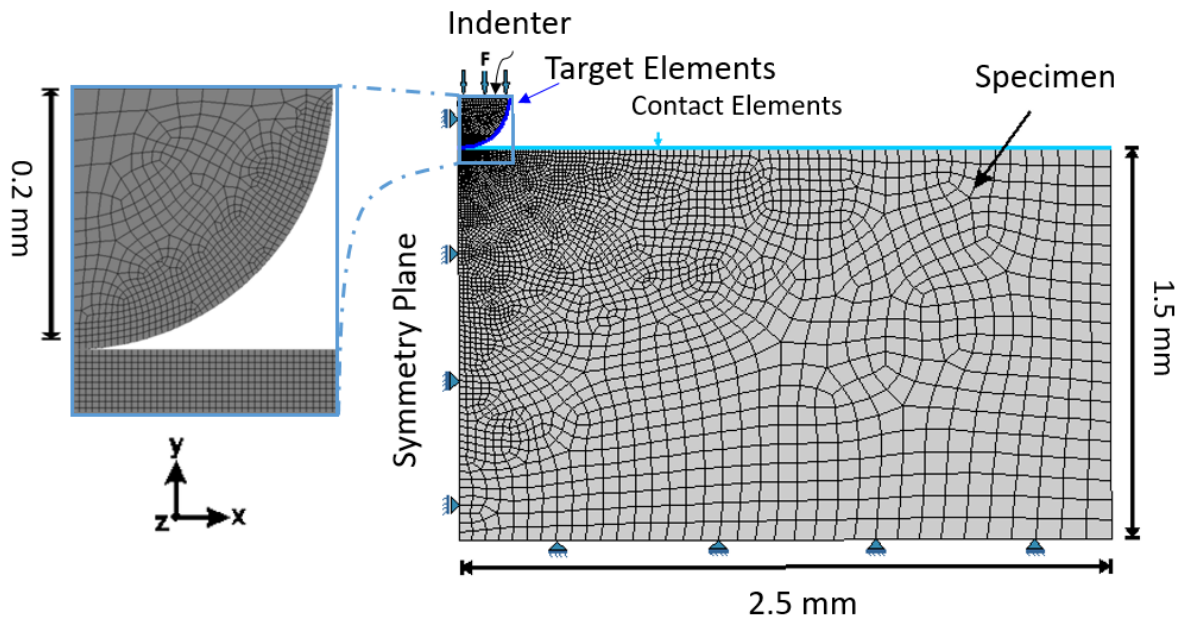 Indenter
F
Target Elements
Contact Elements
Specimen
0.2 mm
Symmetry Plane
1.5 mm
y
z
x
2.5 mm